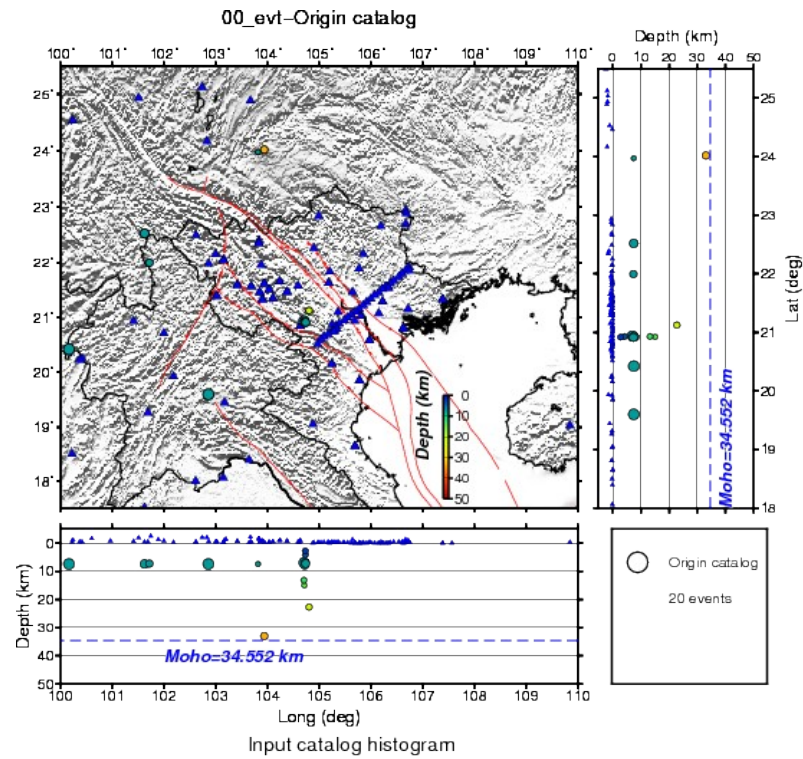 00_evt-Origin catalog
100˚ 101˚ 102˚ 103˚ 104˚ 105˚ 106˚ 107˚ 110˚
25˚
24˚
23˚
22˚
21˚
20˚
19˚
18˚
Depth (km)
0
10
20
30
40
50
Depth (km)
0 10 20 30 40 50
25
24
23
22
21
20
19
18
Lat (deg)
Moho=34.552 km
0
10
20
30
40
50
Depth (km)
Moho=34.552 km
100 101 102 103 104 105 106 107 108 109 110
Long (deg)
Origin catalog
20 events
Input catalog histogram